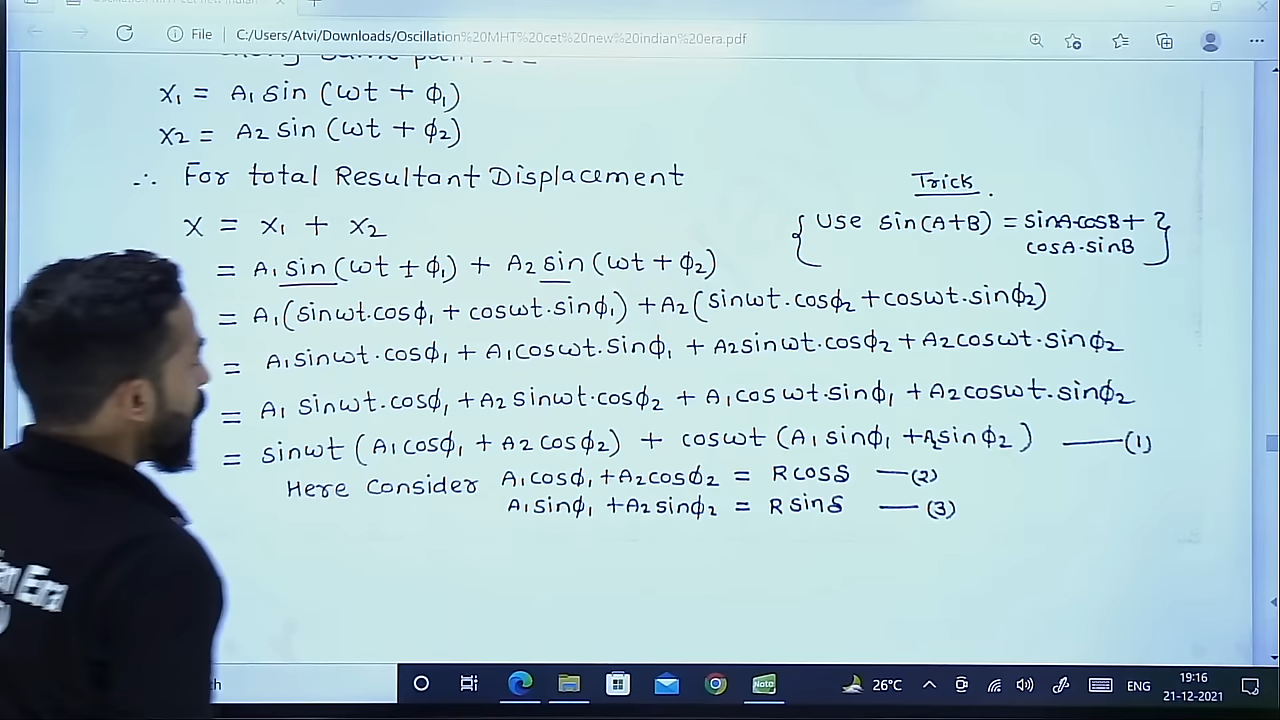 File C:/Users/Atvi/Downloads/Oscillation%20MHT%20cet%20new%20indian%20era.pdf
x₁ = A₁ sin (ωt + ϕ₁)
x₂ = A₂ sin (ωt + ϕ₂)
∴ For total Resultant Displacement
x = x₁ + x₂
= A₁ sin (ωt + ϕ₁) + A₂ sin (ωt + ϕ₂)
Trick .
{ Use sin(A+B) = sinA·cosB +
cosA·sinB }
= A₁(sinωt·cosϕ₁ + cosωt·sinϕ₁) + A₂(sinωt·cosϕ₂ + cosωt·sinϕ₂)
= A₁sinωt·cosϕ₁ + A₁cosωt·sinϕ₁ + A₂sinωt·cosϕ₂ + A₂cosωt·sinϕ₂
= A₁ sinωt·cosϕ₁ + A₂ sinωt·cosϕ₂ + A₁cosωt·sinϕ₁ + A₂cosωt·sinϕ₂
= sinωt (A₁cosϕ₁ + A₂cosϕ₂) + cosωt (A₁sinϕ₁ + A₂sinϕ₂) —(1)
Here Consider A₁cosϕ₁ + A₂cosϕ₂ = Rcosδ —(2)
A₁sinϕ₁ + A₂sinϕ₂ = Rsinδ —(3)
Era
Note
26°C
ENG
19:16
21-12-2021